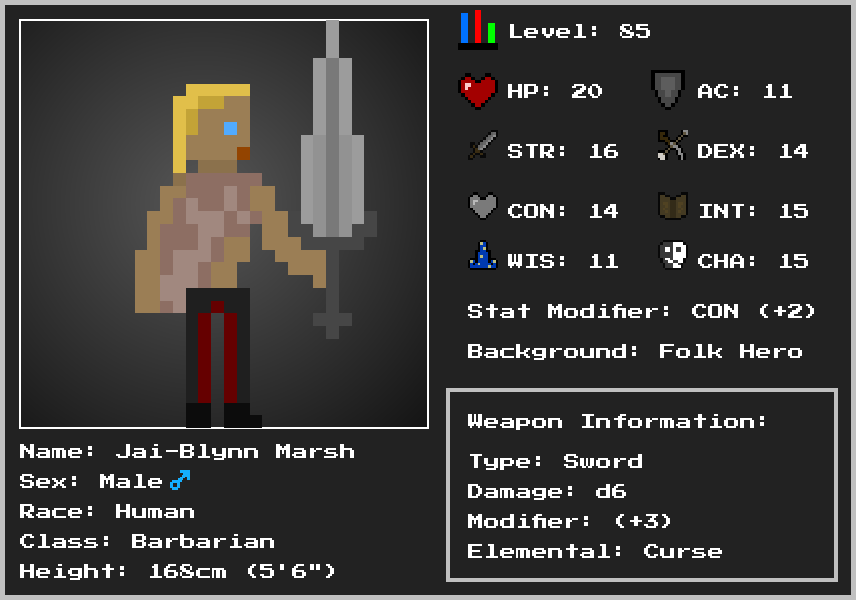 Level: 85
HP: 20
AC: 11
STR: 16
DEX: 14
CON: 14
INT: 15
WIS: 11
CHA: 15
Stat Modifier: CON (+2)
Background: Folk Hero
Weapon Information:
Type: Sword
Damage: d6
Modifier: (+3)
Elemental: Curse
Name: Jai-Blynn Marsh
Sex: Male ♂
Race: Human
Class: Barbarian
Height: 168cm (5'6")